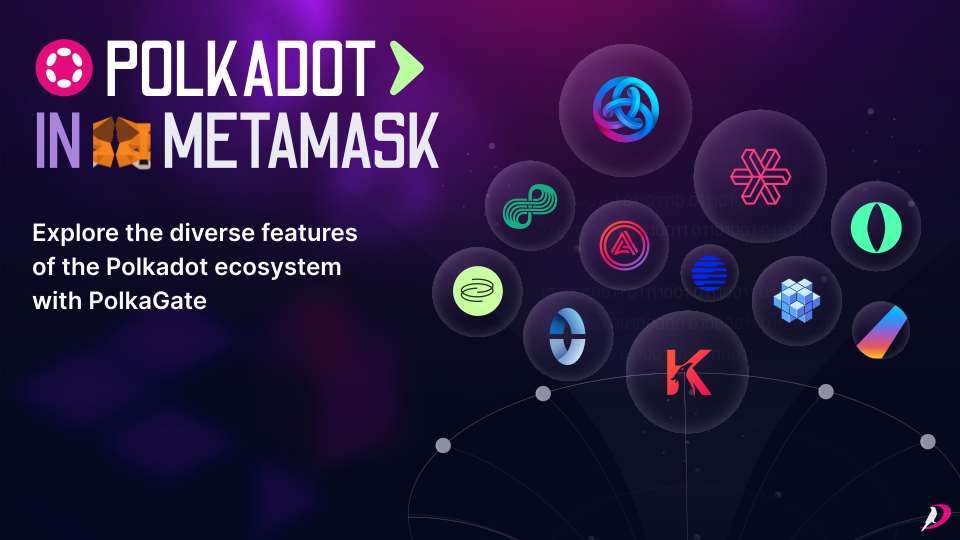 POLKADOT
IN METAMASK
Explore the diverse features
of the Polkadot ecosystem
with PolkaGate